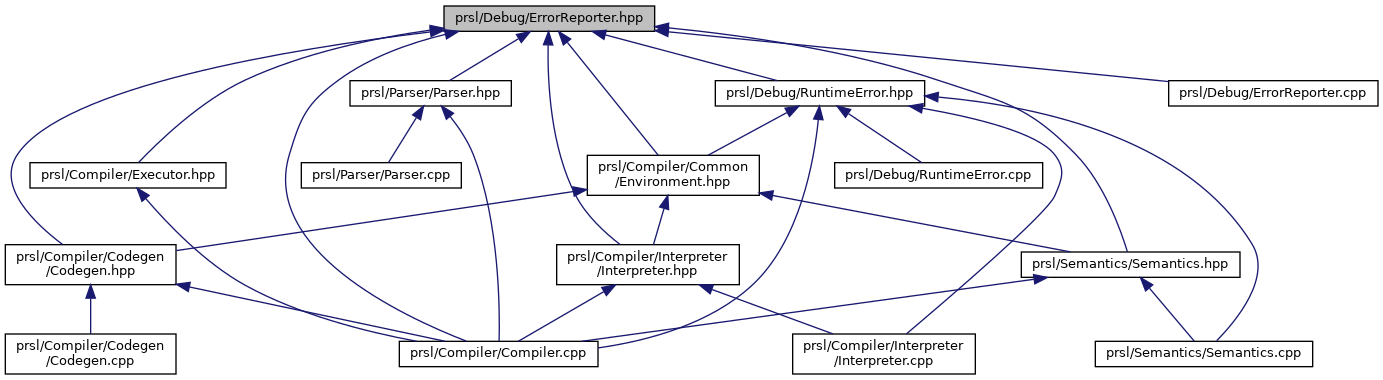 prsl/Debug/ErrorReporter.hpp
prsl/Parser/Parser.hpp
prsl/Debug/RuntimeError.hpp
prsl/Debug/ErrorReporter.cpp
prsl/Compiler/Executor.hpp
prsl/Parser/Parser.cpp
prsl/Compiler/Common
/Environment.hpp
prsl/Debug/RuntimeError.cpp
prsl/Compiler/Codegen
/Codegen.hpp
prsl/Compiler/Interpreter
/Interpreter.hpp
prsl/Semantics/Semantics.hpp
prsl/Compiler/Codegen
/Codegen.cpp
prsl/Compiler/Compiler.cpp
prsl/Compiler/Interpreter
/Interpreter.cpp
prsl/Semantics/Semantics.cpp